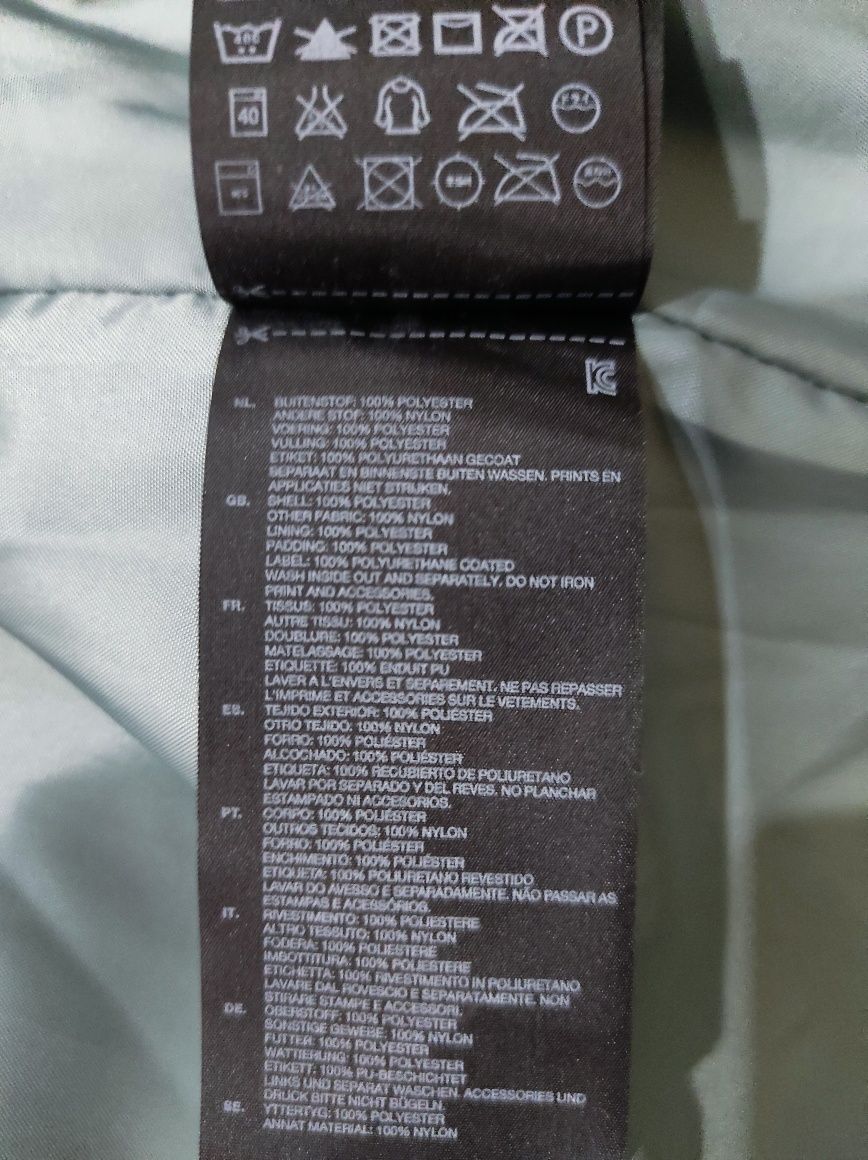 P
40
NL. BUITENSTOF: 100% POLYESTER
ANDERE STOF: 100% NYLON
VOERING: 100% POLYESTER
VULLING: 100% POLYESTER
ETIKET: 100% POLYURETHAAN GECOAT
SEPARAAT EN BINNENSTE BUITEN WASSEN. PRINTS EN
APPLICATIES NIET STRIJKEN.
GB. SHELL: 100% POLYESTER
OTHER FABRIC: 100% NYLON
LINING: 100% POLYESTER
PADDING: 100% POLYESTER
LABEL: 100% POLYURETHANE COATED
WASH INSIDE OUT AND SEPARATELY. DO NOT IRON
PRINT AND ACCESSORIES.
FR. TISSUS: 100% POLYESTER
AUTRE TISSU: 100% NYLON
DOUBLURE: 100% POLYESTER
MATELASSAGE: 100% POLYESTER
ETIQUETTE: 100% ENDUIT PU
LAVER A L'ENVERS ET SEPAREMENT. NE PAS REPASSER
L'IMPRIME ET ACCESSORIES SUR LE VETEMENTS.
ES. TEJIDO EXTERIOR: 100% POLIÉSTER
OTRO TEJIDO: 100% NYLON
FORRO: 100% POLIÉSTER
ALCOCHADO: 100% POLIÉSTER
ETIQUETA: 100% RECUBIERTO DE POLIURETANO
LAVAR POR SEPARADO Y DEL REVES. NO PLANCHAR
ESTAMPADO NI ACCESORIOS.
PT. CORPO: 100% POLIÉSTER
OUTROS TECIDOS: 100% NYLON
FORRO: 100% POLIÉSTER
ENCHIMENTO: 100% POLIÉSTER
ETIQUETA: 100% POLIURETANO REVESTIDO
LAVAR DO AVESSO E SEPARADAMENTE. NÃO PASSAR AS
ESTAMPAS E ACESSÓRIOS.
IT. RIVESTIMENTO: 100% POLIESTERE
ALTRO TESSUTO: 100% NYLON
FODERA: 100% POLIESTERE
IMBOTTITURA: 100% POLIESTERE
ETICHETTA: 100% RIVESTIMENTO IN POLIURETANO
LAVARE DAL ROVESCIO E SEPARATAMENTE. NON
STIRARE STAMPE E ACCESSORI.
DE. OBERSTOFF: 100% POLYESTER
SONSTIGE GEWEBE: 100% NYLON
FUTTER: 100% POLYESTER
WATTIERUNG: 100% POLYESTER
ETIKETT: 100% PU-BESCHICHTET
LINKS UND SEPARAT WASCHEN. ACCESSORIES UND
DRUCK BITTE NICHT BÜGELN.
SE. YTTERTYG: 100% POLYESTER
ANNAT MATERIAL: 100% NYLON